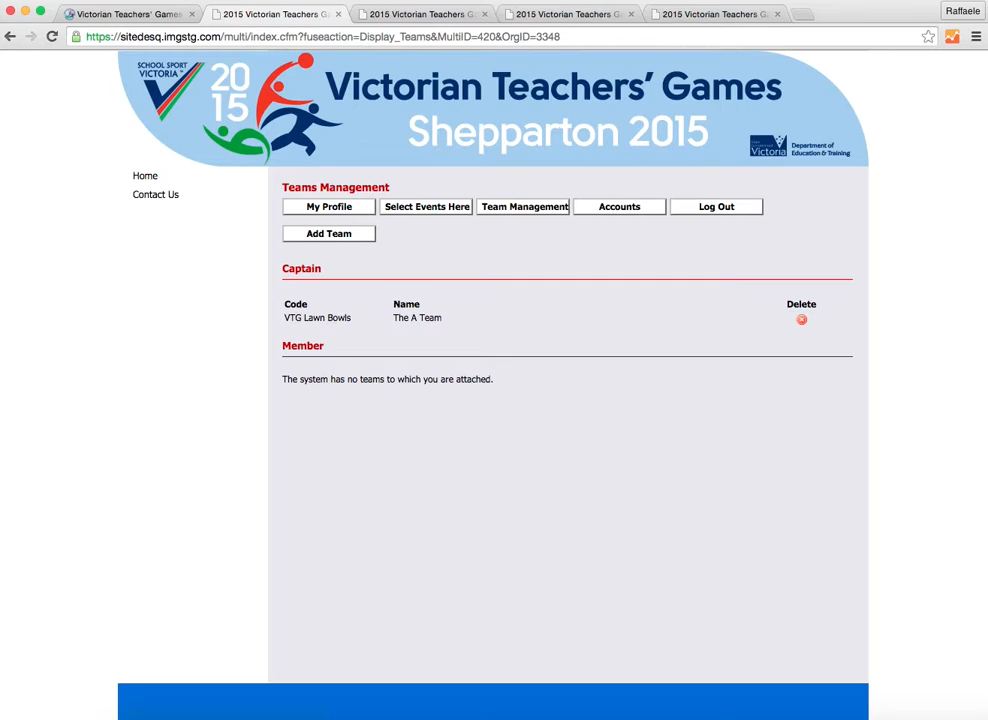 Victorian Teachers' Games
2015 Victorian Teachers G
2015 Victorian Teachers G
2015 Victorian Teachers G
2015 Victorian Teachers G
Raffaele
https://sitedesq.imgstg.com/multi/index.cfm?fuseaction=Display_Teams&MultiID=420&OrgID=3348
SCHOOL SPORT
VICTORIA
20
15
Victorian Teachers' Games
Shepparton 2015
Victoria
Department of
Education & Training
Home
Contact Us
Teams Management
My Profile
Select Events Here
Team Management
Accounts
Log Out
Add Team
Captain
Code Name Delete
VTG Lawn Bowls The A Team
Member
The system has no teams to which you are attached.